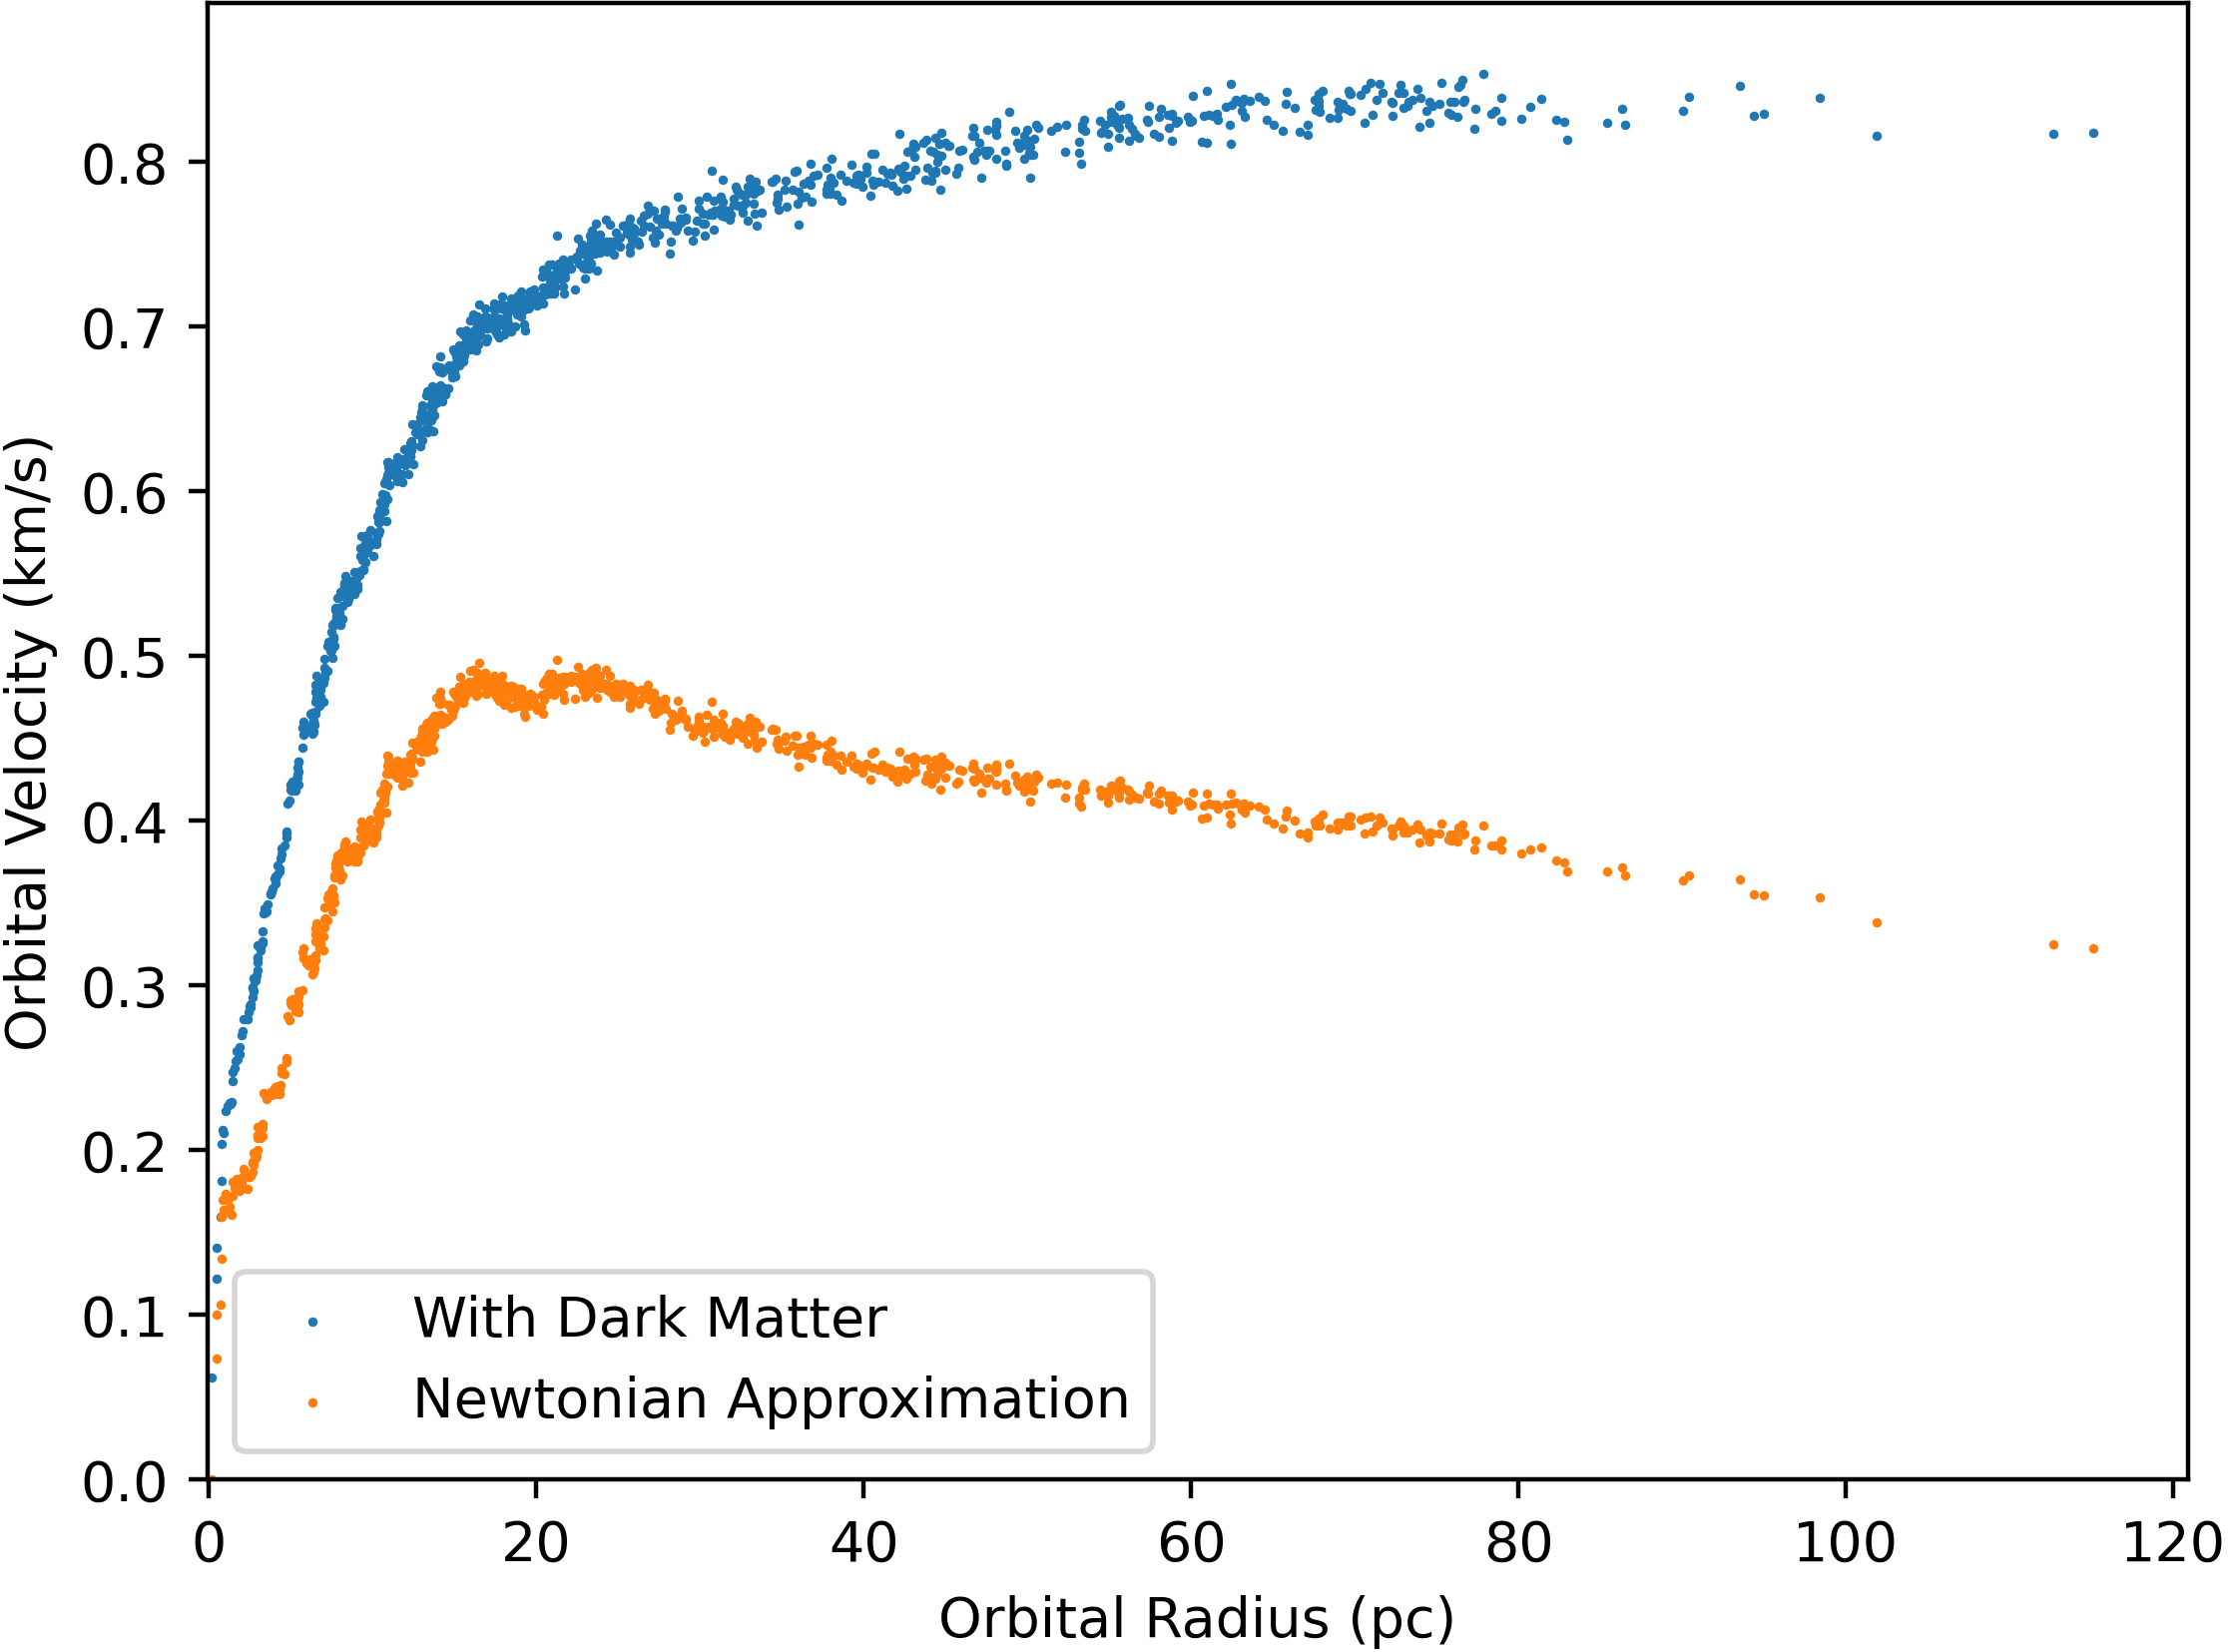 Orbital Velocity (km/s)
0.8
0.7
0.6
0.5
0.4
0.3
0.2
0.1
0.0
With Dark Matter
Newtonian Approximation
0 20 40 60 80 100 120
Orbital Radius (pc)